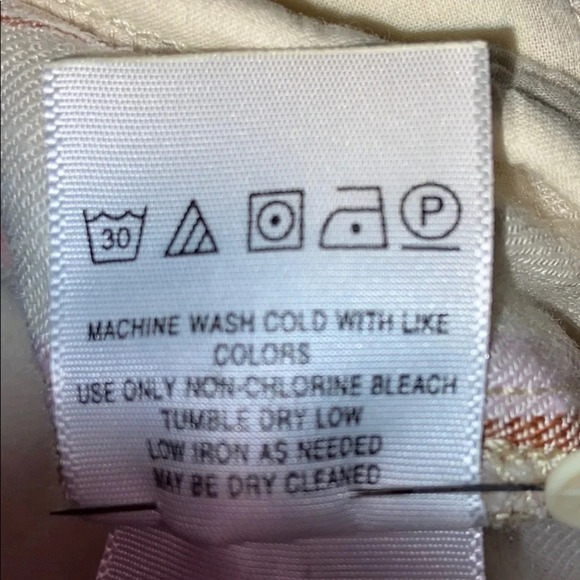 30 P
MACHINE WASH COLD WITH LIKE
COLORS
USE ONLY NON-CHLORINE BLEACH
TUMBLE DRY LOW
LOW IRON AS NEEDED
MAY BE DRY CLEANED